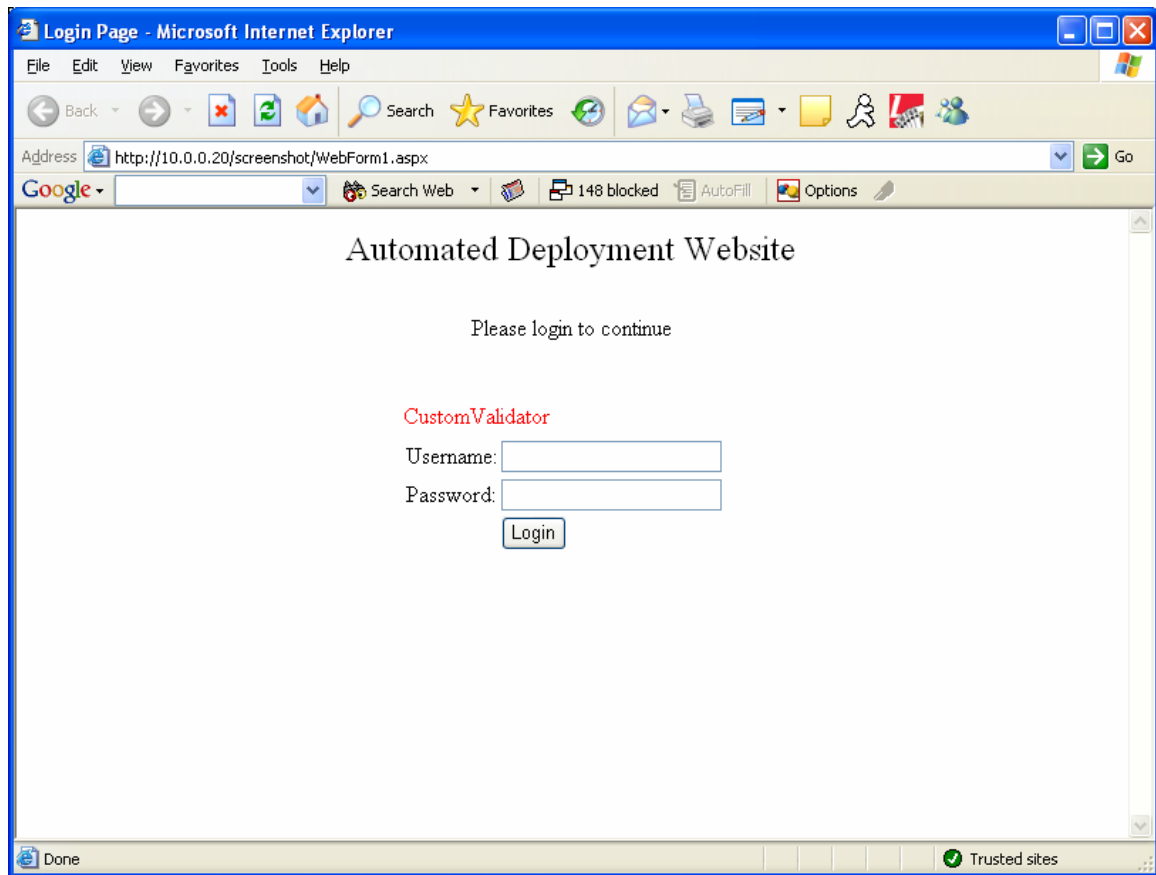 Login Page - Microsoft Internet Explorer
File Edit View Favorites Tools Help
Back Search Favorites
Address http://10.0.0.20/screenshot/WebForm1.aspx Go
Google Search Web 148 blocked AutoFill Options
Automated Deployment Website
Please login to continue
CustomValidator
Username:
Password:
Login
Done Trusted sites